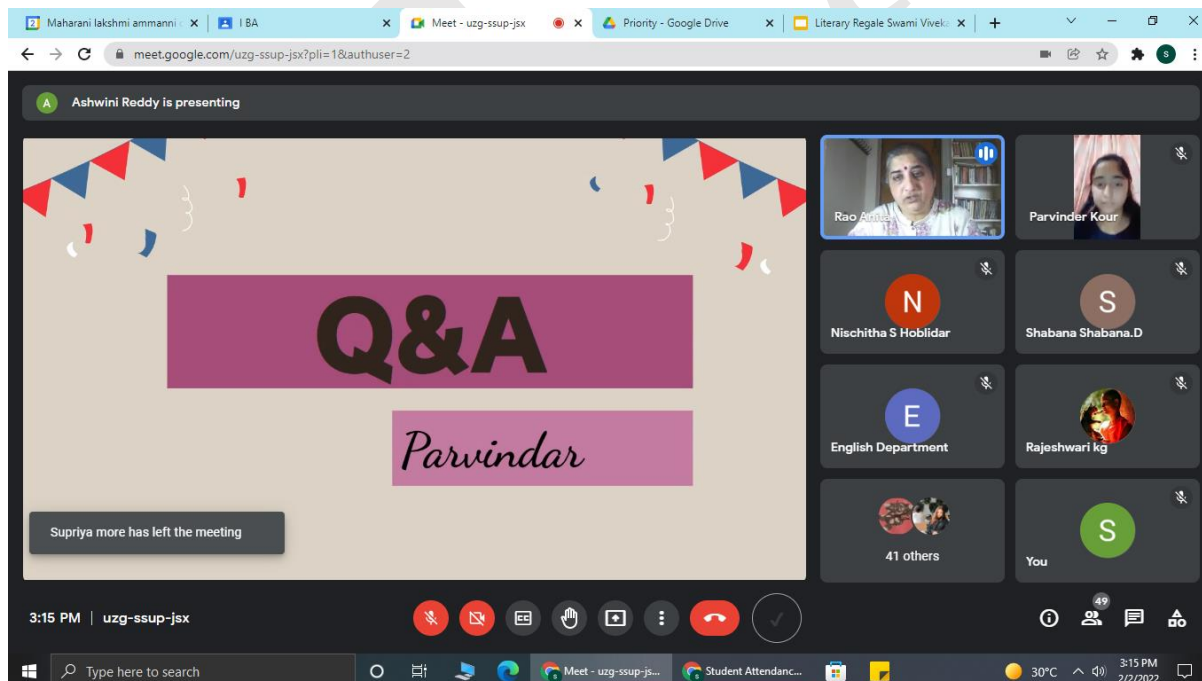 Maharani lakshmi ammanni
I BA
Meet - uzg-ssup-jsx
Priority - Google Drive
Literary Regale Swami Vivek
meet.google.com/uzg-ssup-jsx?pli=1&authuser=2
S
A
Ashwini Reddy is presenting
Q&A
Parvindar
Supriya more has left the meeting
Rao Anita
Parvinder Kour
N
Nischitha S Hoblidar
S
Shabana Shabana.D
E
English Department
Rajeshwari kg
41 others
S
You
3:15 PM | uzg-ssup-jsx
CC
49
Type here to search
Meet - uzg-ssup-js...
Student Attendanc...
30°C
3:15 PM
2/2/2022